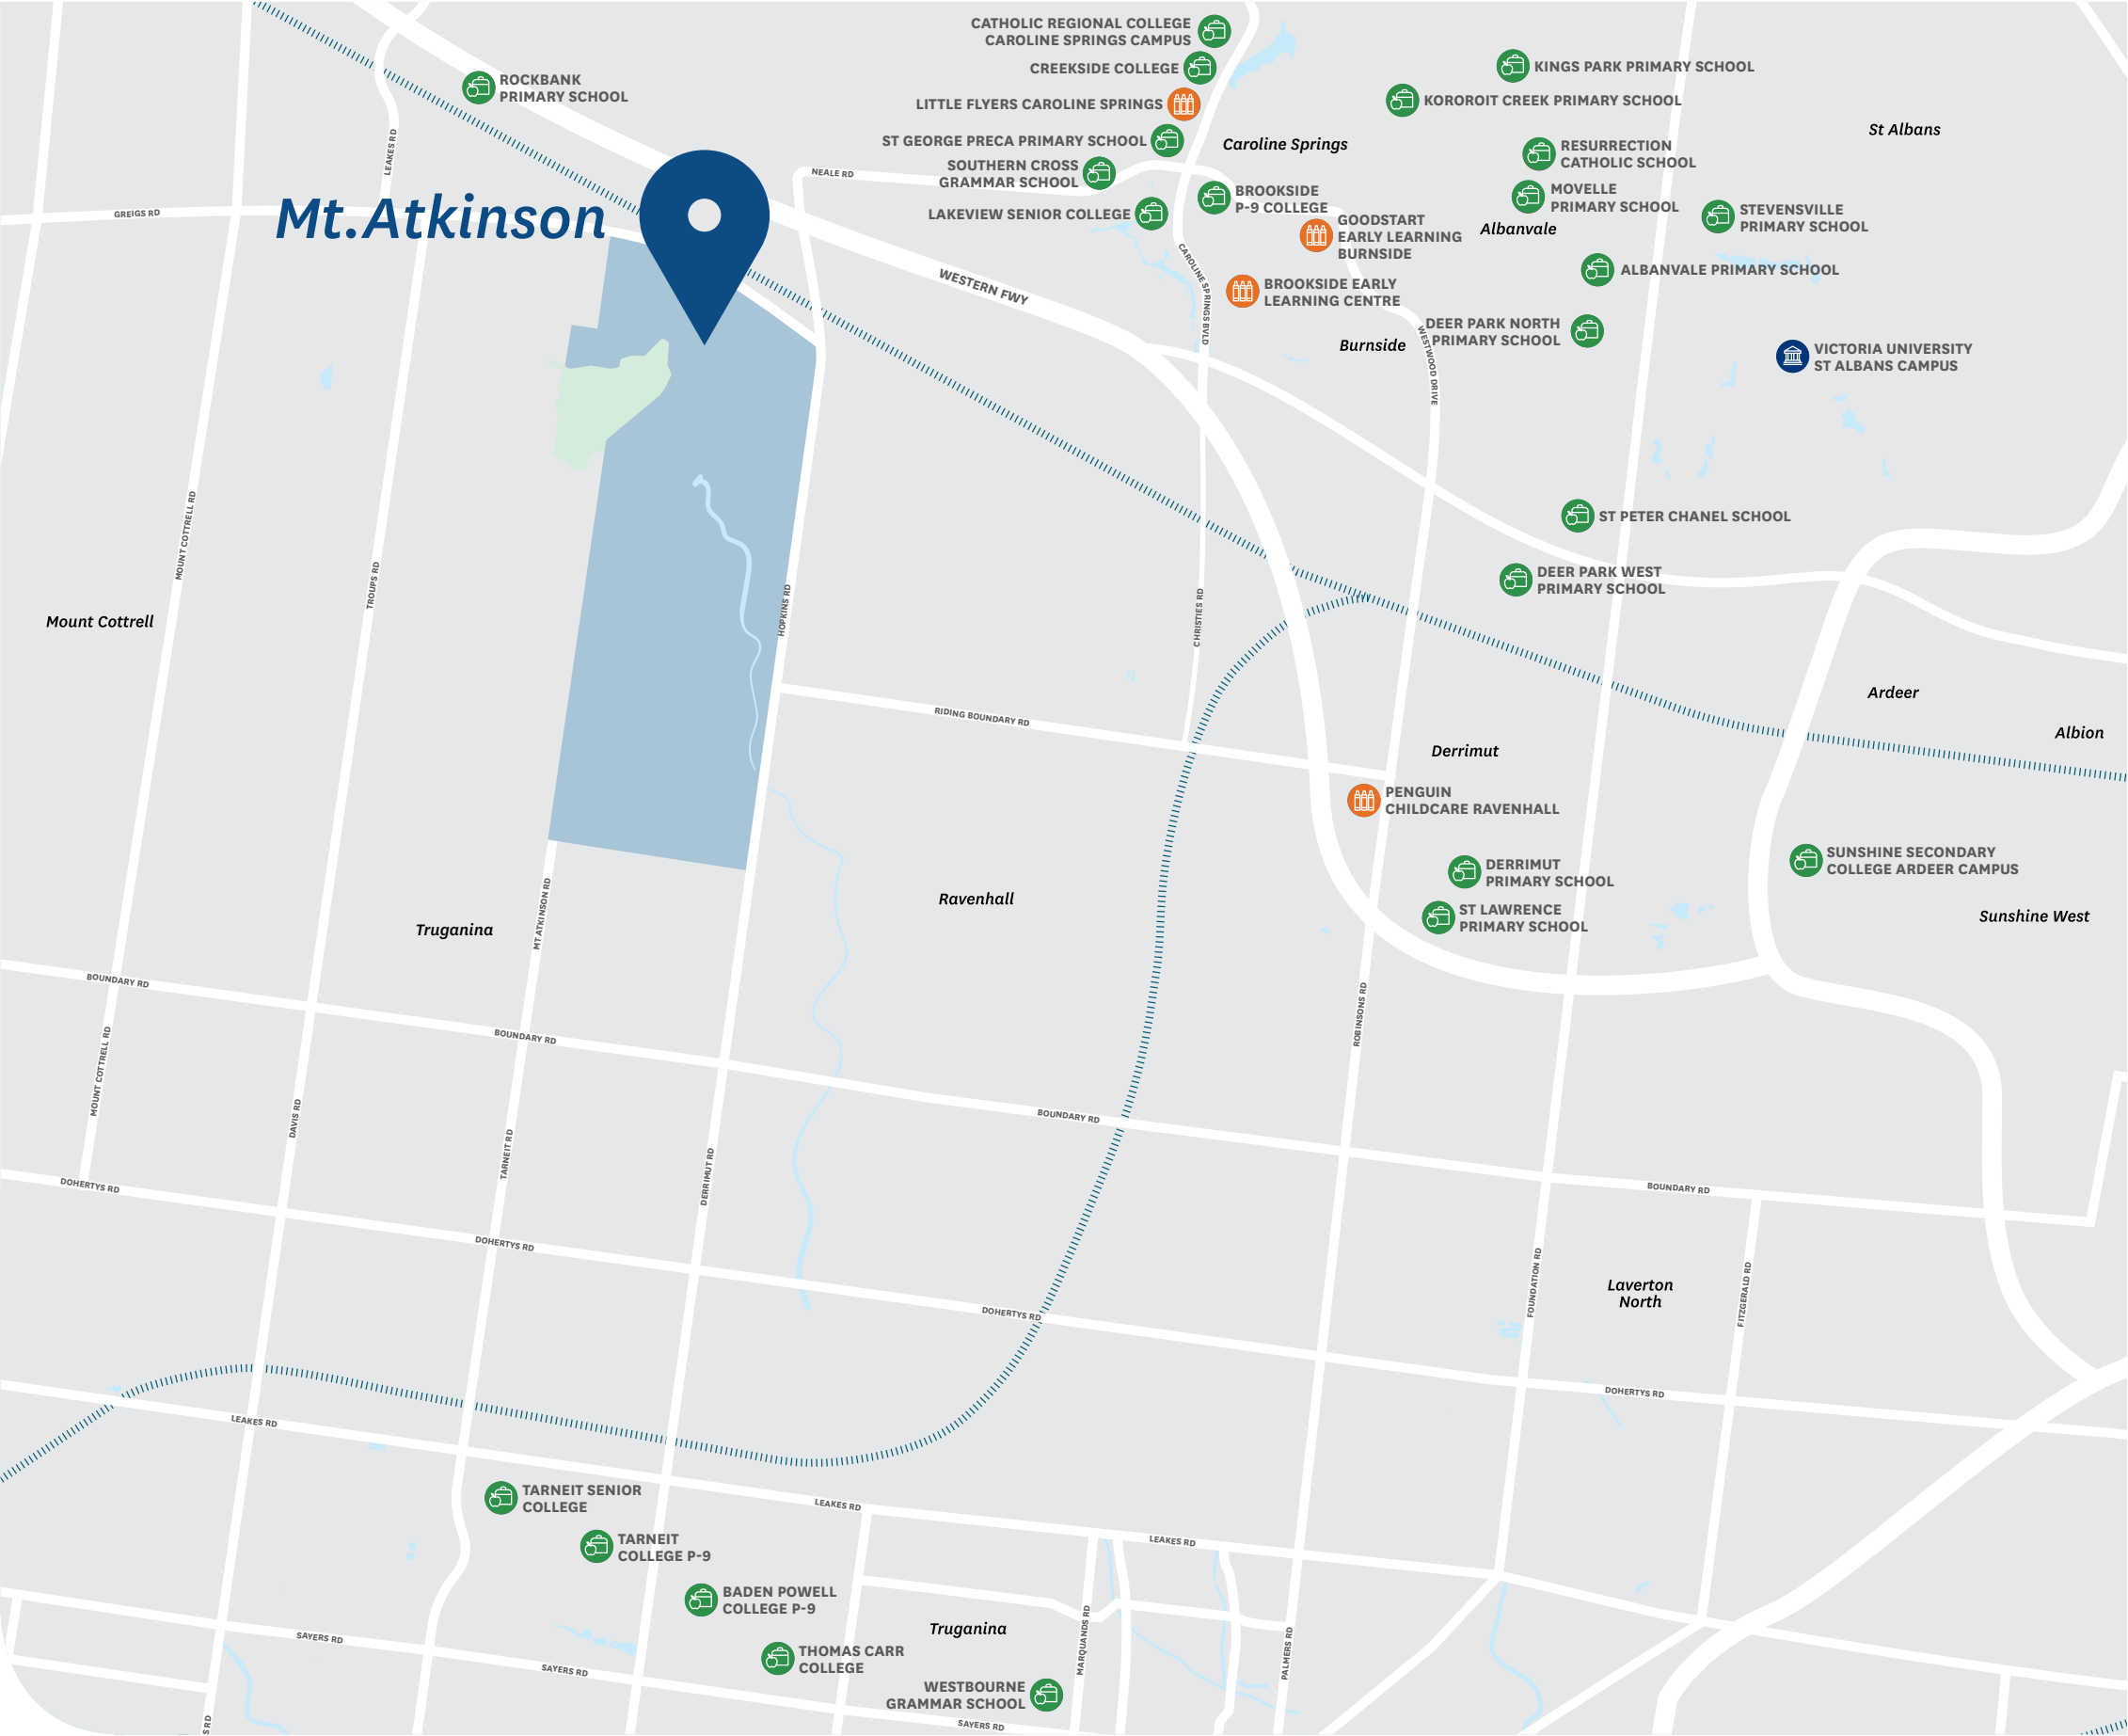 CATHOLIC REGIONAL COLLEGE
CAROLINE SPRINGS CAMPUS
CREEKSIDE COLLEGE
KINGS PARK PRIMARY SCHOOL
ROCKBANK
PRIMARY SCHOOL
LITTLE FLYERS CAROLINE SPRINGS
KOROROIT CREEK PRIMARY SCHOOL
St Albans
ST GEORGE PRECA PRIMARY SCHOOL
Caroline Springs
RESURRECTION
CATHOLIC SCHOOL
LEAKES RD
NEALE RD
SOUTHERN CROSS
GRAMMAR SCHOOL
BROOKSIDE
P-9 COLLEGE
MOVELLE
PRIMARY SCHOOL
GREIGS RD
Mt.Atkinson
LAKEVIEW SENIOR COLLEGE
GOODSTART
EARLY LEARNING
BURNSIDE
Albanvale
STEVENSVILLE
PRIMARY SCHOOL
WESTERN FWY
CAROLINE SPRINGS BVLD
BROOKSIDE EARLY
LEARNING CENTRE
ALBANVALE PRIMARY SCHOOL
DEER PARK NORTH
PRIMARY SCHOOL
Burnside
WESTWOOD DRIVE
VICTORIA UNIVERSITY
ST ALBANS CAMPUS
MOUNT COTTRELL RD
TROUPS RD
ST PETER CHANEL SCHOOL
DEER PARK WEST
PRIMARY SCHOOL
Mount Cottrell
HOPKINS RD
CHRISTIES RD
Ardeer
RIDING BOUNDARY RD
Derrimut
Albion
PENGUIN
CHILDCARE RAVENHALL
DERRIMUT
PRIMARY SCHOOL
SUNSHINE SECONDARY
COLLEGE ARDEER CAMPUS
Ravenhall
ST LAWRENCE
PRIMARY SCHOOL
Sunshine West
Truganina
MT ATKINSON RD
BOUNDARY RD
BOUNDARY RD
ROBINSONS RD
MOUNT COTTRELL RD
DAVIS RD
TARNEIT RD
DERRIMUT RD
BOUNDARY RD
DOHERTYS RD
BOUNDARY RD
DOHERTYS RD
FOUNDATION RD
Laverton
North
FITZGERALD RD
DOHERTYS RD
DOHERTYS RD
LEAKES RD
TARNEIT SENIOR
COLLEGE
LEAKES RD
LEAKES RD
TARNEIT
COLLEGE P-9
BADEN POWELL
COLLEGE P-9
Truganina
SAYERS RD
MARQUANDS RD
PALMERS RD
THOMAS CARR
COLLEGE
SAYERS RD
WESTBOURNE
GRAMMAR SCHOOL
SAYERS RD